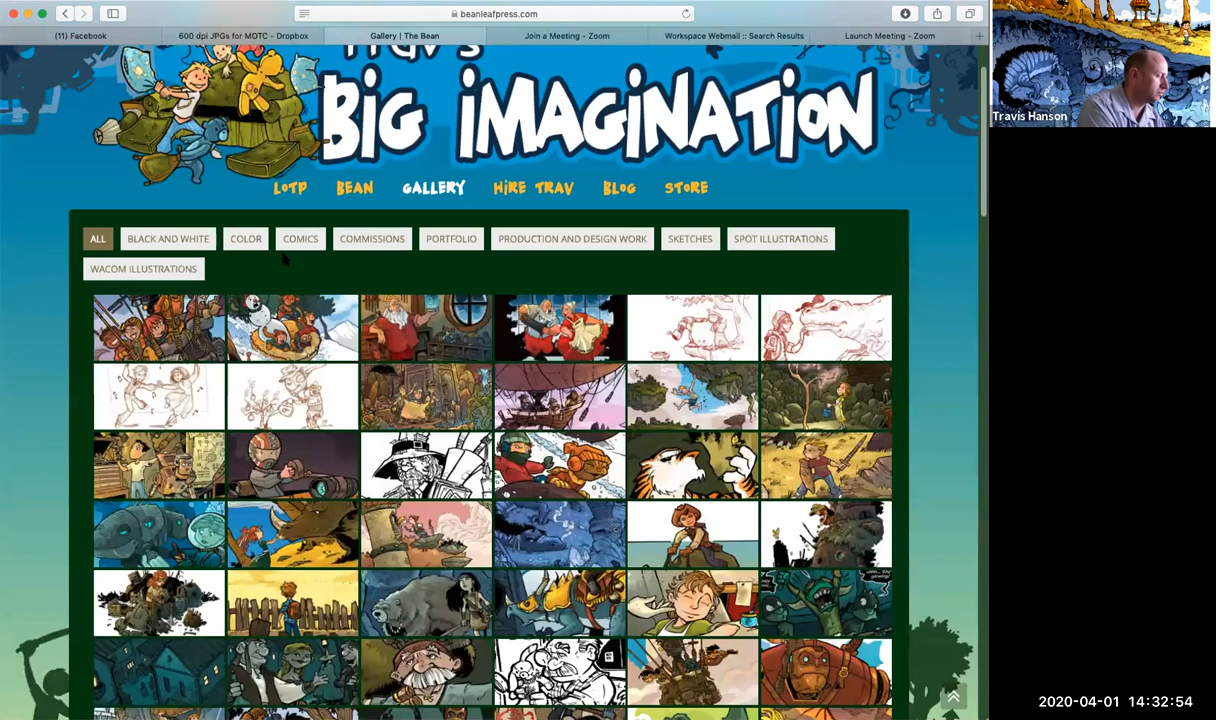 beanleafpress.com
(11) Facebook
600 dpi JPGs for MOTC - Dropbox
Gallery | The Bean
Join a Meeting - Zoom
Workspace Webmail :: Search Results
Launch Meeting - Zoom
BiG iMAGiNATiON
LOTP BEAN GALLERY HIRE TRAV BLOG STORE
ALL BLACK AND WHITE COLOR COMICS COMMISSIONS PORTFOLIO PRODUCTION AND DESIGN WORK SKETCHES SPOT ILLUSTRATIONS
WACOM ILLUSTRATIONS
Travis Hanson
2020-04-01 14:32:54